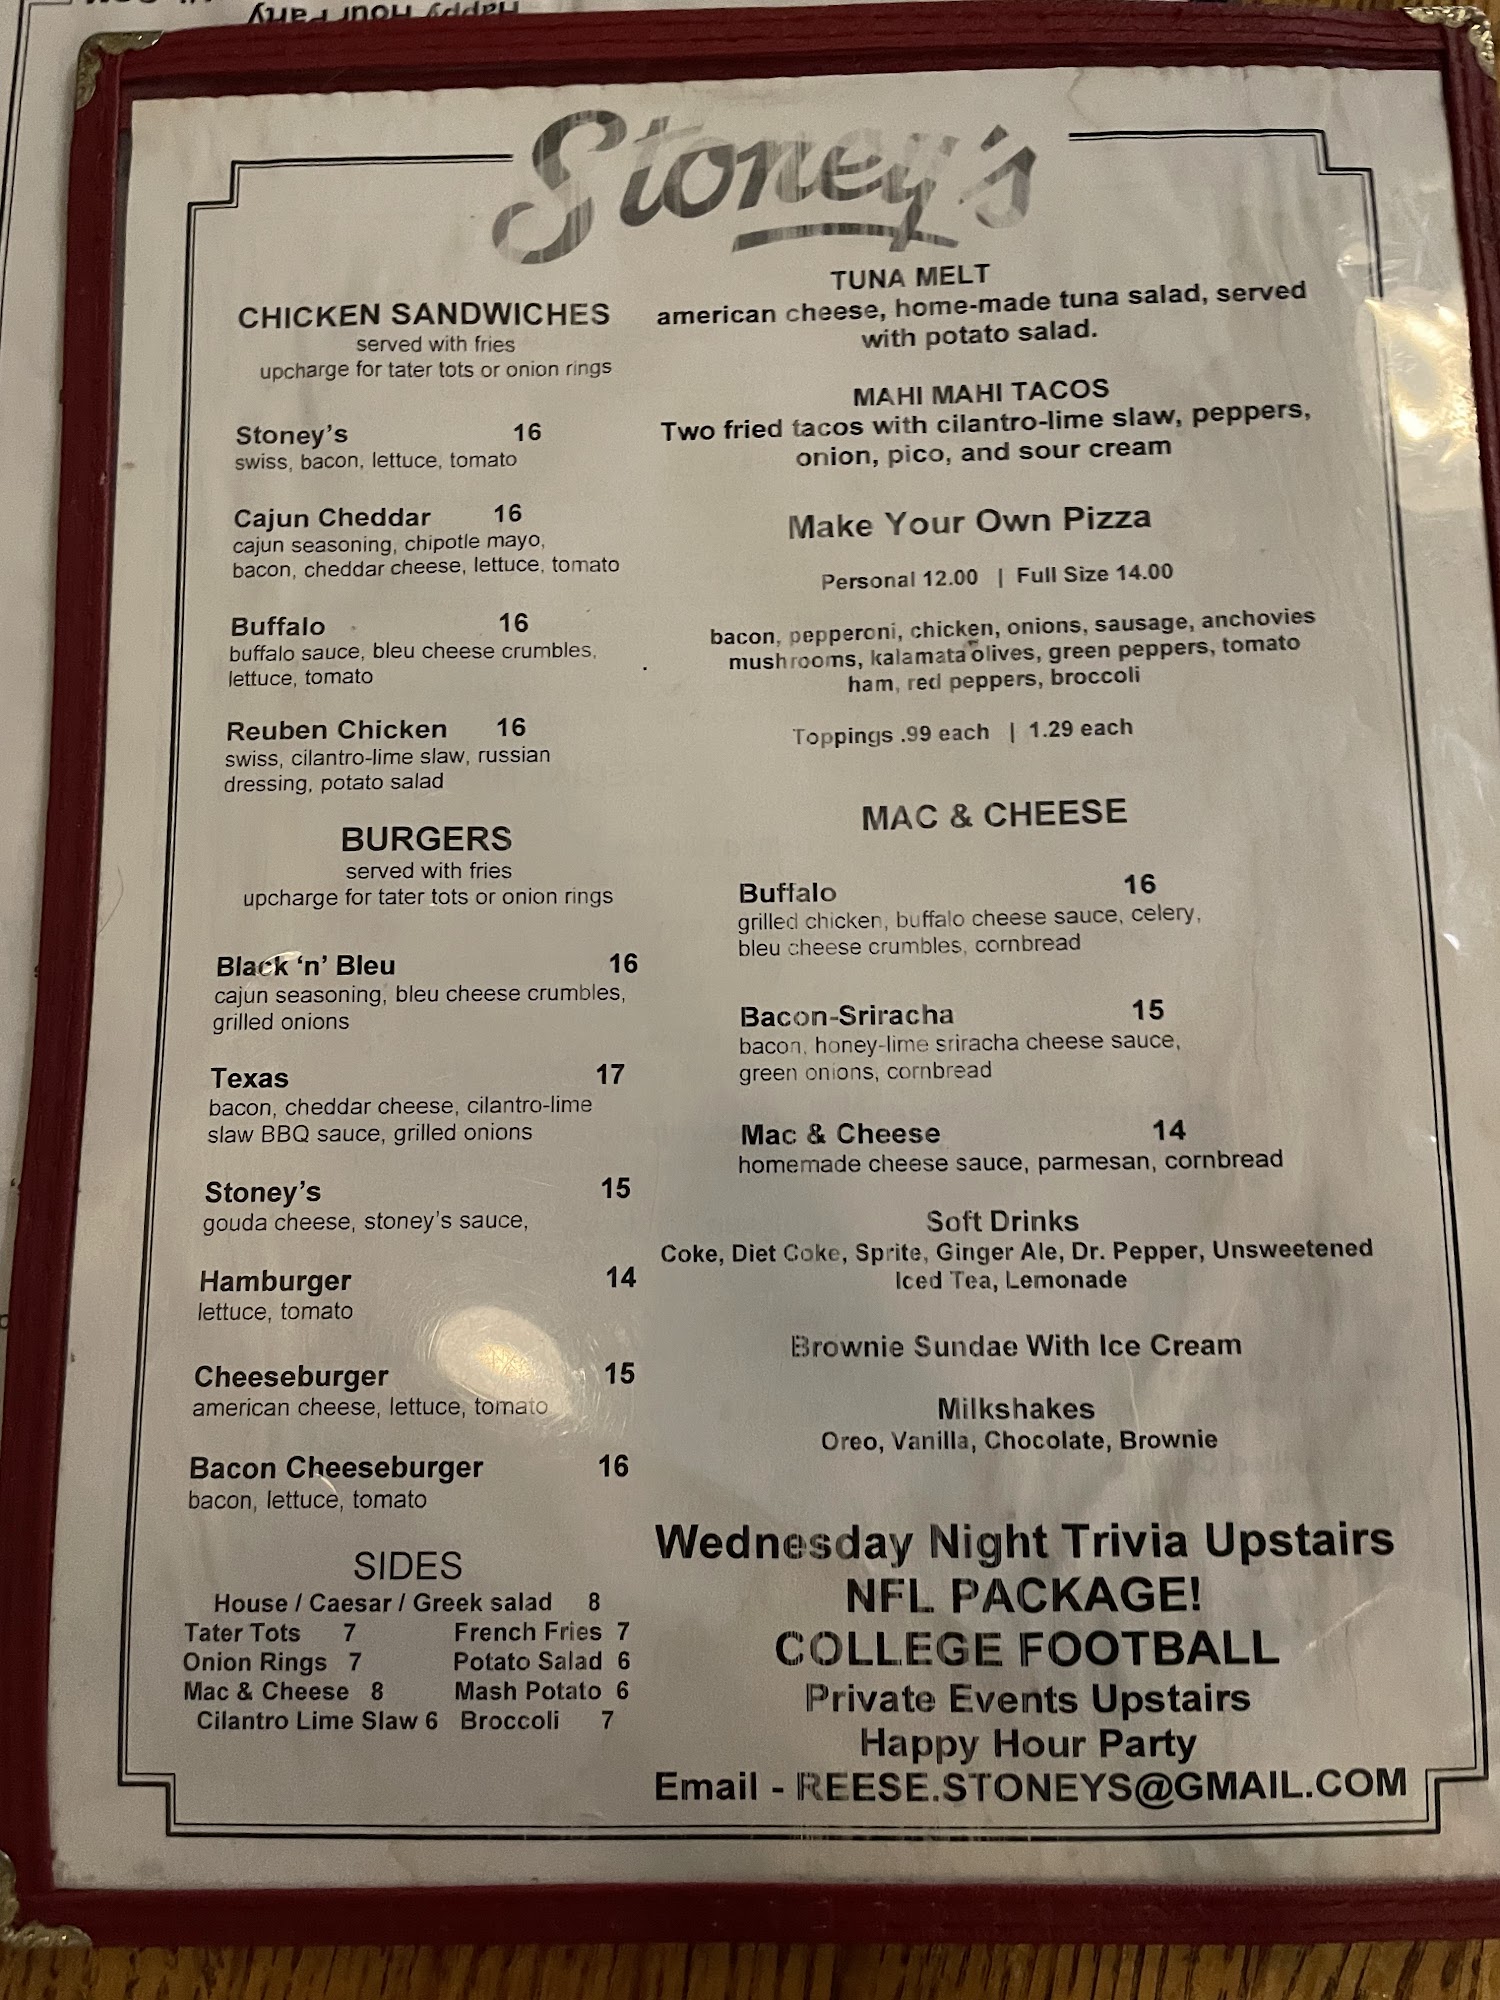 Happy Hour Party
Stoney's
CHICKEN SANDWICHES
served with fries
upcharge for tater tots or onion rings
Stoney's 16
swiss, bacon, lettuce, tomato
Cajun Cheddar 16
cajun seasoning, chipotle mayo,
bacon, cheddar cheese, lettuce, tomato
Buffalo 16
buffalo sauce, bleu cheese crumbles,
lettuce, tomato
Reuben Chicken 16
swiss, cilantro-lime slaw, russian
dressing, potato salad
BURGERS
served with fries
upcharge for tater tots or onion rings
Black 'n' Bleu 16
cajun seasoning, bleu cheese crumbles,
grilled onions
Texas 17
bacon, cheddar cheese, cilantro-lime
slaw BBQ sauce, grilled onions
Stoney's 15
gouda cheese, stoney's sauce,
Hamburger 14
lettuce, tomato
Cheeseburger 15
american cheese, lettuce, tomato
Bacon Cheeseburger 16
bacon, lettuce, tomato
SIDES
House / Caesar / Greek salad 8
Tater Tots 7 French Fries 7
Onion Rings 7 Potato Salad 6
Mac & Cheese 8 Mash Potato 6
Cilantro Lime Slaw 6 Broccoli 7
TUNA MELT
american cheese, home-made tuna salad, served
with potato salad.
MAHI MAHI TACOS
Two fried tacos with cilantro-lime slaw, peppers,
onion, pico, and sour cream
Make Your Own Pizza
Personal 12.00 | Full Size 14.00
bacon, pepperoni, chicken, onions, sausage, anchovies
mushrooms, kalamata olives, green peppers, tomato
ham, red peppers, broccoli
Toppings .99 each | 1.29 each
MAC & CHEESE
Buffalo 16
grilled chicken, buffalo cheese sauce, celery,
bleu cheese crumbles, cornbread
Bacon-Sriracha 15
bacon, honey-lime sriracha cheese sauce,
green onions, cornbread
Mac & Cheese 14
homemade cheese sauce, parmesan, cornbread
Soft Drinks
Coke, Diet Coke, Sprite, Ginger Ale, Dr. Pepper, Unsweetened
Iced Tea, Lemonade
Brownie Sundae With Ice Cream
Milkshakes
Oreo, Vanilla, Chocolate, Brownie
Wednesday Night Trivia Upstairs
NFL PACKAGE!
COLLEGE FOOTBALL
Private Events Upstairs
Happy Hour Party
Email - REESE.STONEYS@GMAIL.COM